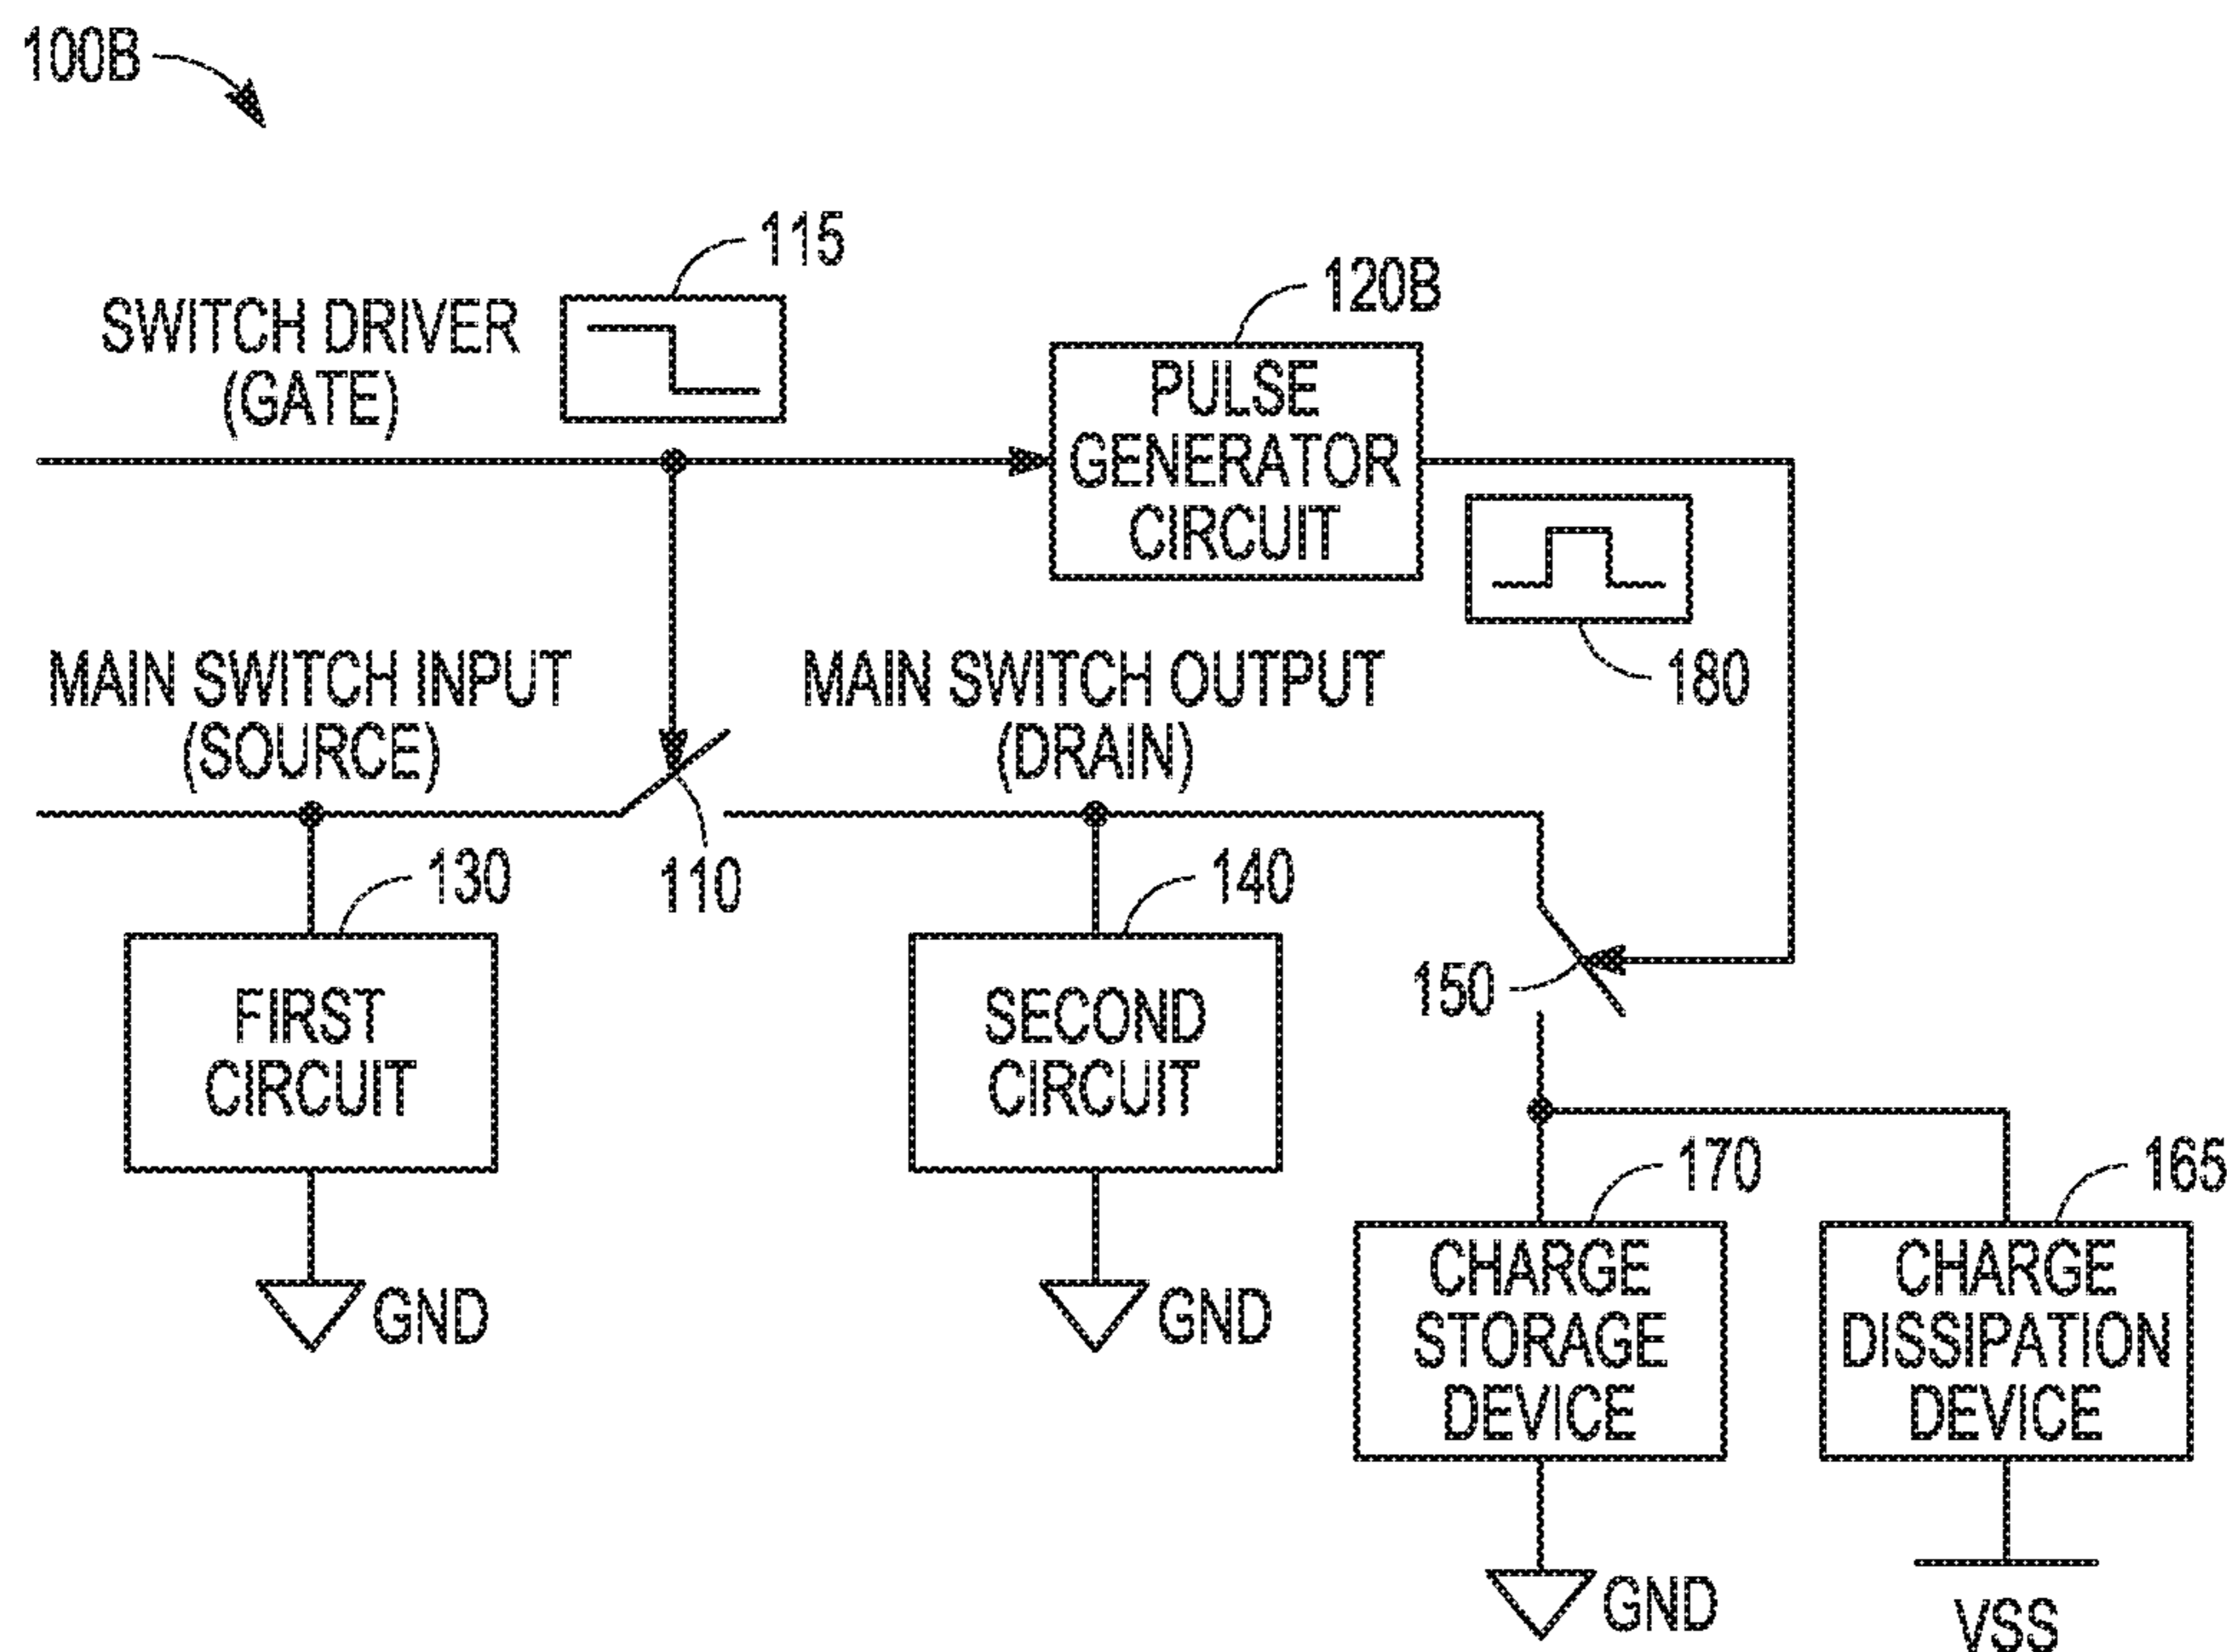 100B
115
120B
SWITCH DRIVER
(GATE)
PULSE
GENERATOR
CIRCUIT
180
MAIN SWITCH INPUT
(SOURCE)
MAIN SWITCH OUTPUT
(DRAIN)
110
130
140
150
FIRST
CIRCUIT
SECOND
CIRCUIT
170
165
GND
GND
CHARGE
STORAGE
DEVICE
CHARGE
DISSIPATION
DEVICE
GND
VSS